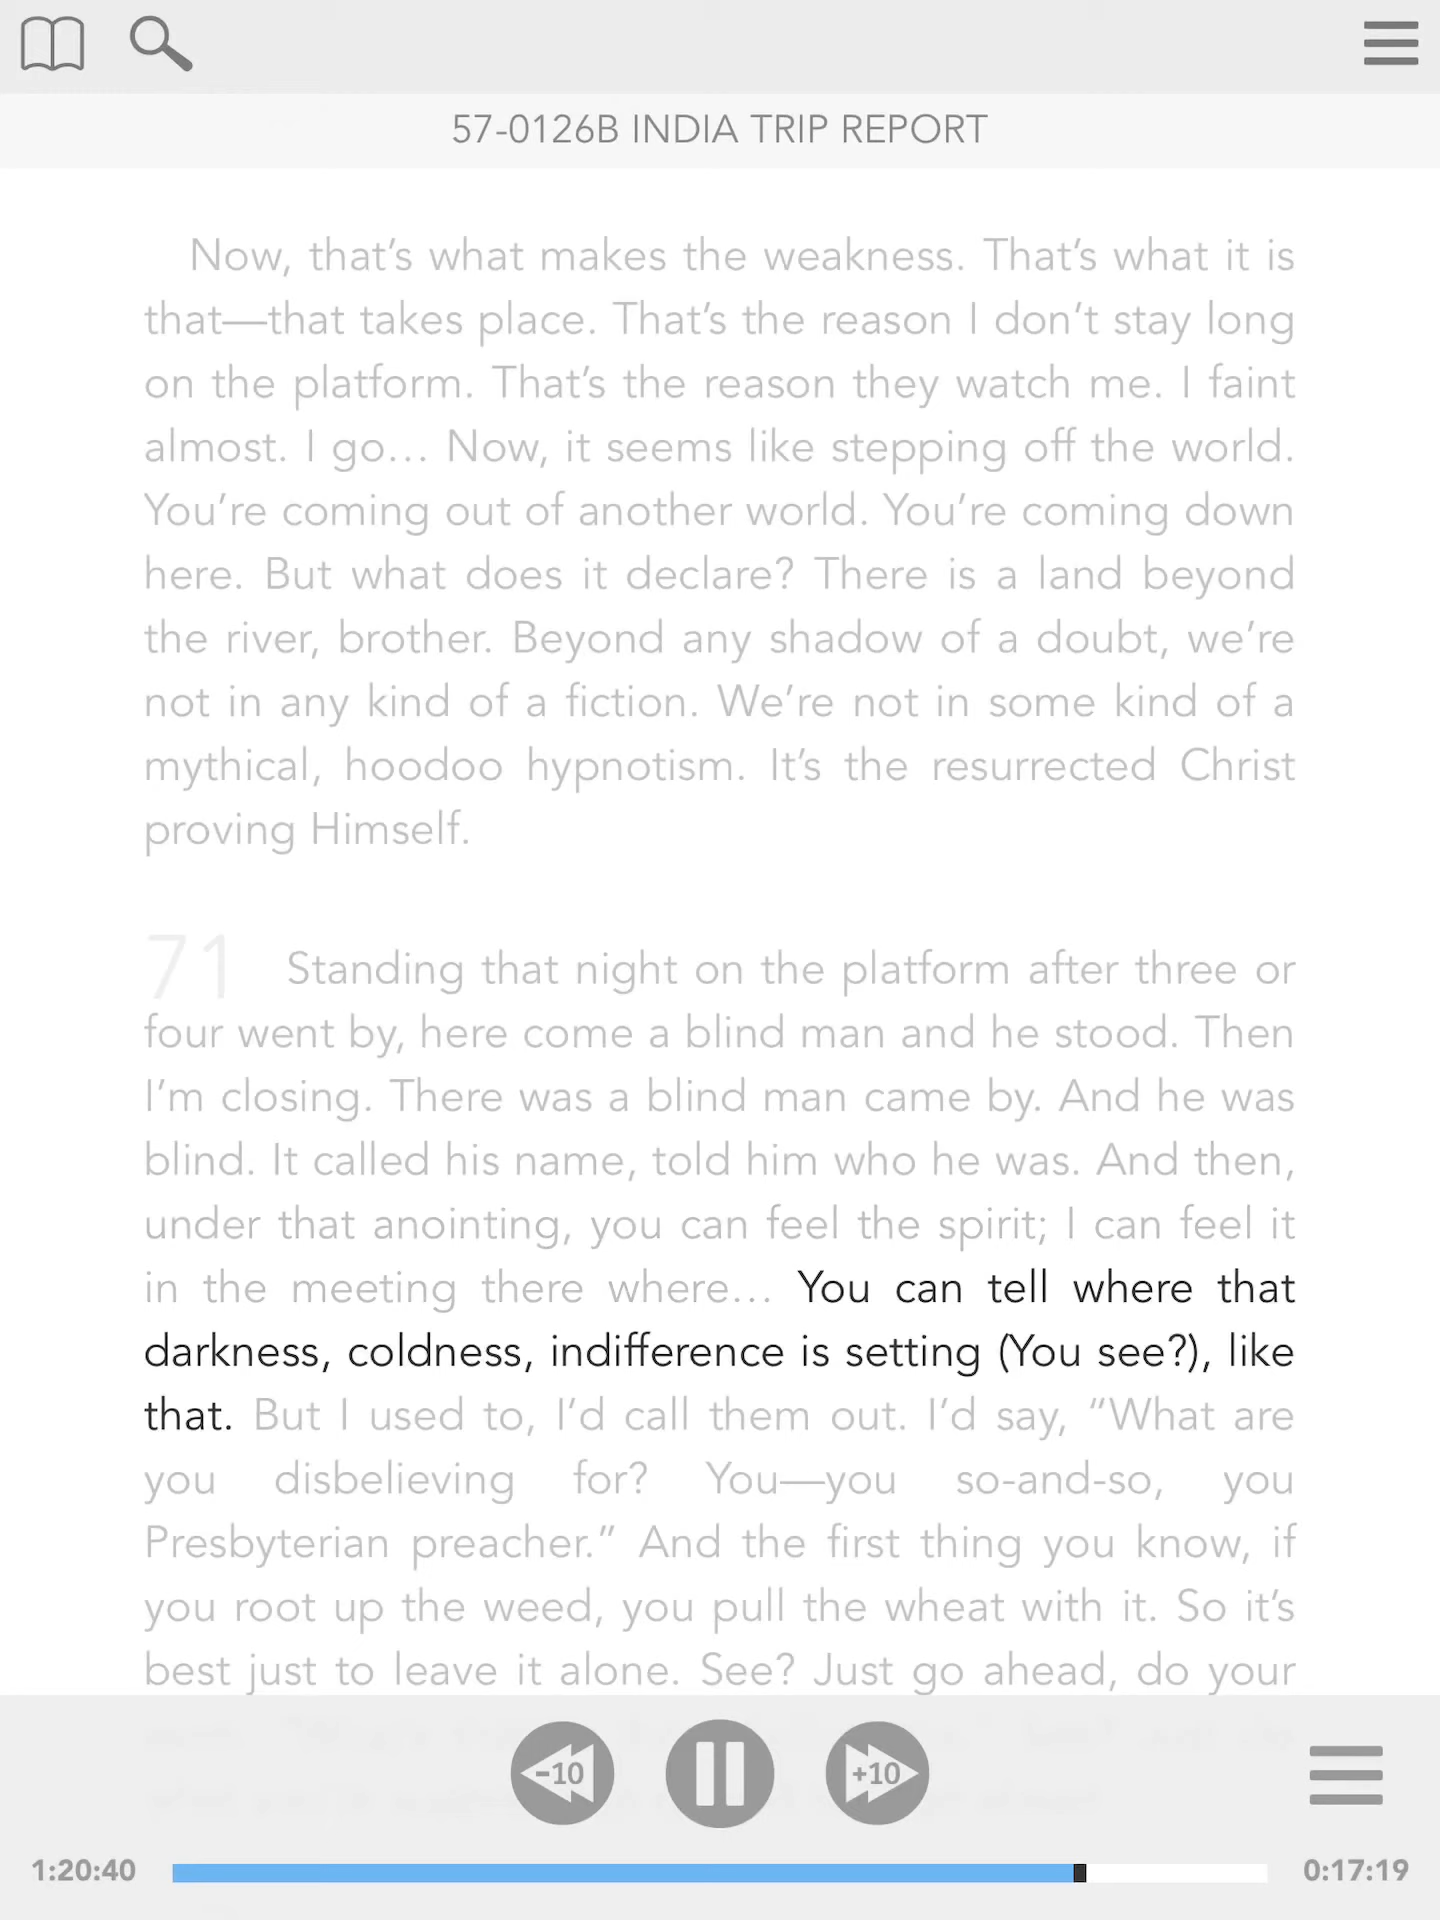 57-0126B INDIA TRIP REPORT
Now, that’s what makes the weakness. That’s what it is
that—that takes place. That’s the reason I don’t stay long
on the platform. That’s the reason they watch me. I faint
almost. I go… Now, it seems like stepping off the world.
You’re coming out of another world. You’re coming down
here. But what does it declare? There is a land beyond
the river, brother. Beyond any shadow of a doubt, we’re
not in any kind of a fiction. We’re not in some kind of a
mythical, hoodoo hypnotism. It’s the resurrected Christ
proving Himself.
71 Standing that night on the platform after three or
four went by, here come a blind man and he stood. Then
I’m closing. There was a blind man came by. And he was
blind. It called his name, told him who he was. And then,
under that anointing, you can feel the spirit; I can feel it
in the meeting there where… You can tell where that
darkness, coldness, indifference is setting (You see?), like
that. But I used to, I’d call them out. I’d say, “What are
you disbelieving for? You—you so-and-so, you
Presbyterian preacher.” And the first thing you know, if
you root up the weed, you pull the wheat with it. So it’s
best just to leave it alone. See? Just go ahead, do your
-10 +10
1:20:40 0:17:19